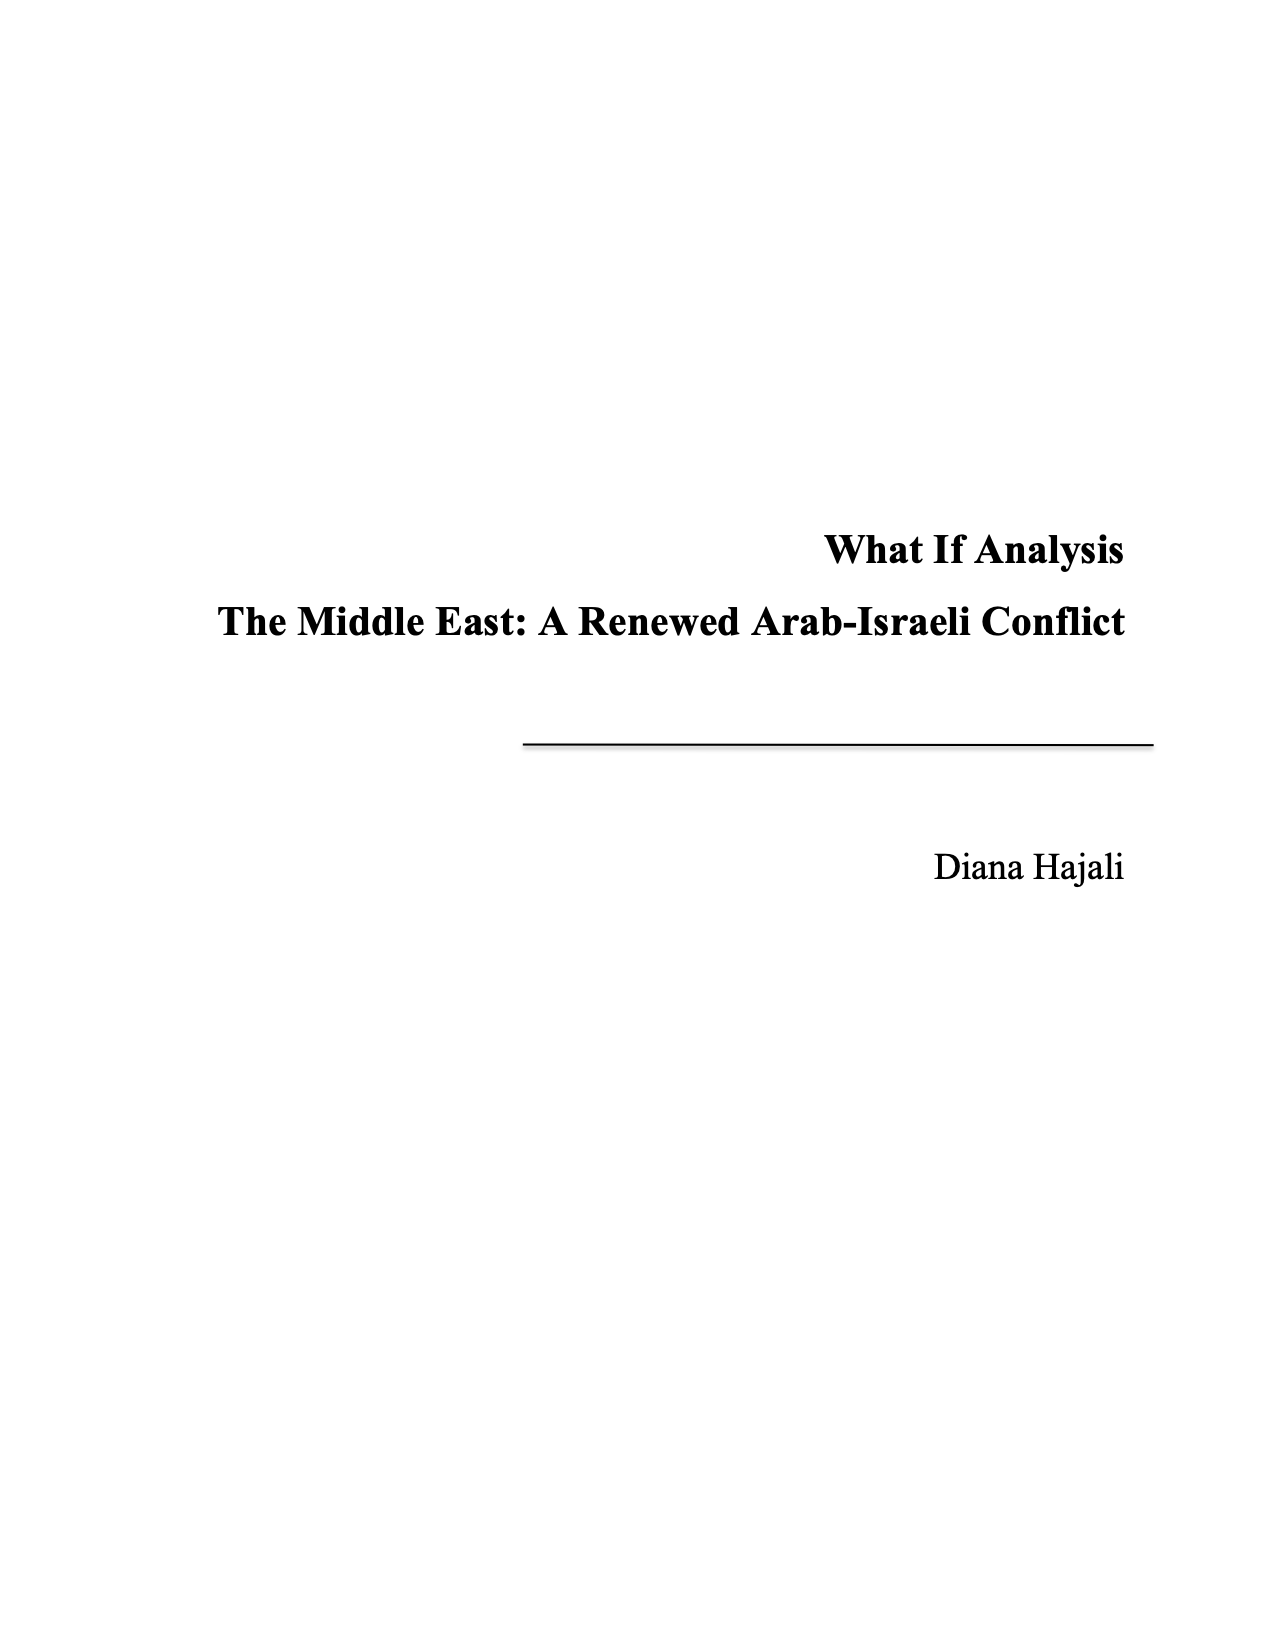 What If Analysis
The Middle East: A Renewed Arab-Israeli Conflict
Diana Hajali